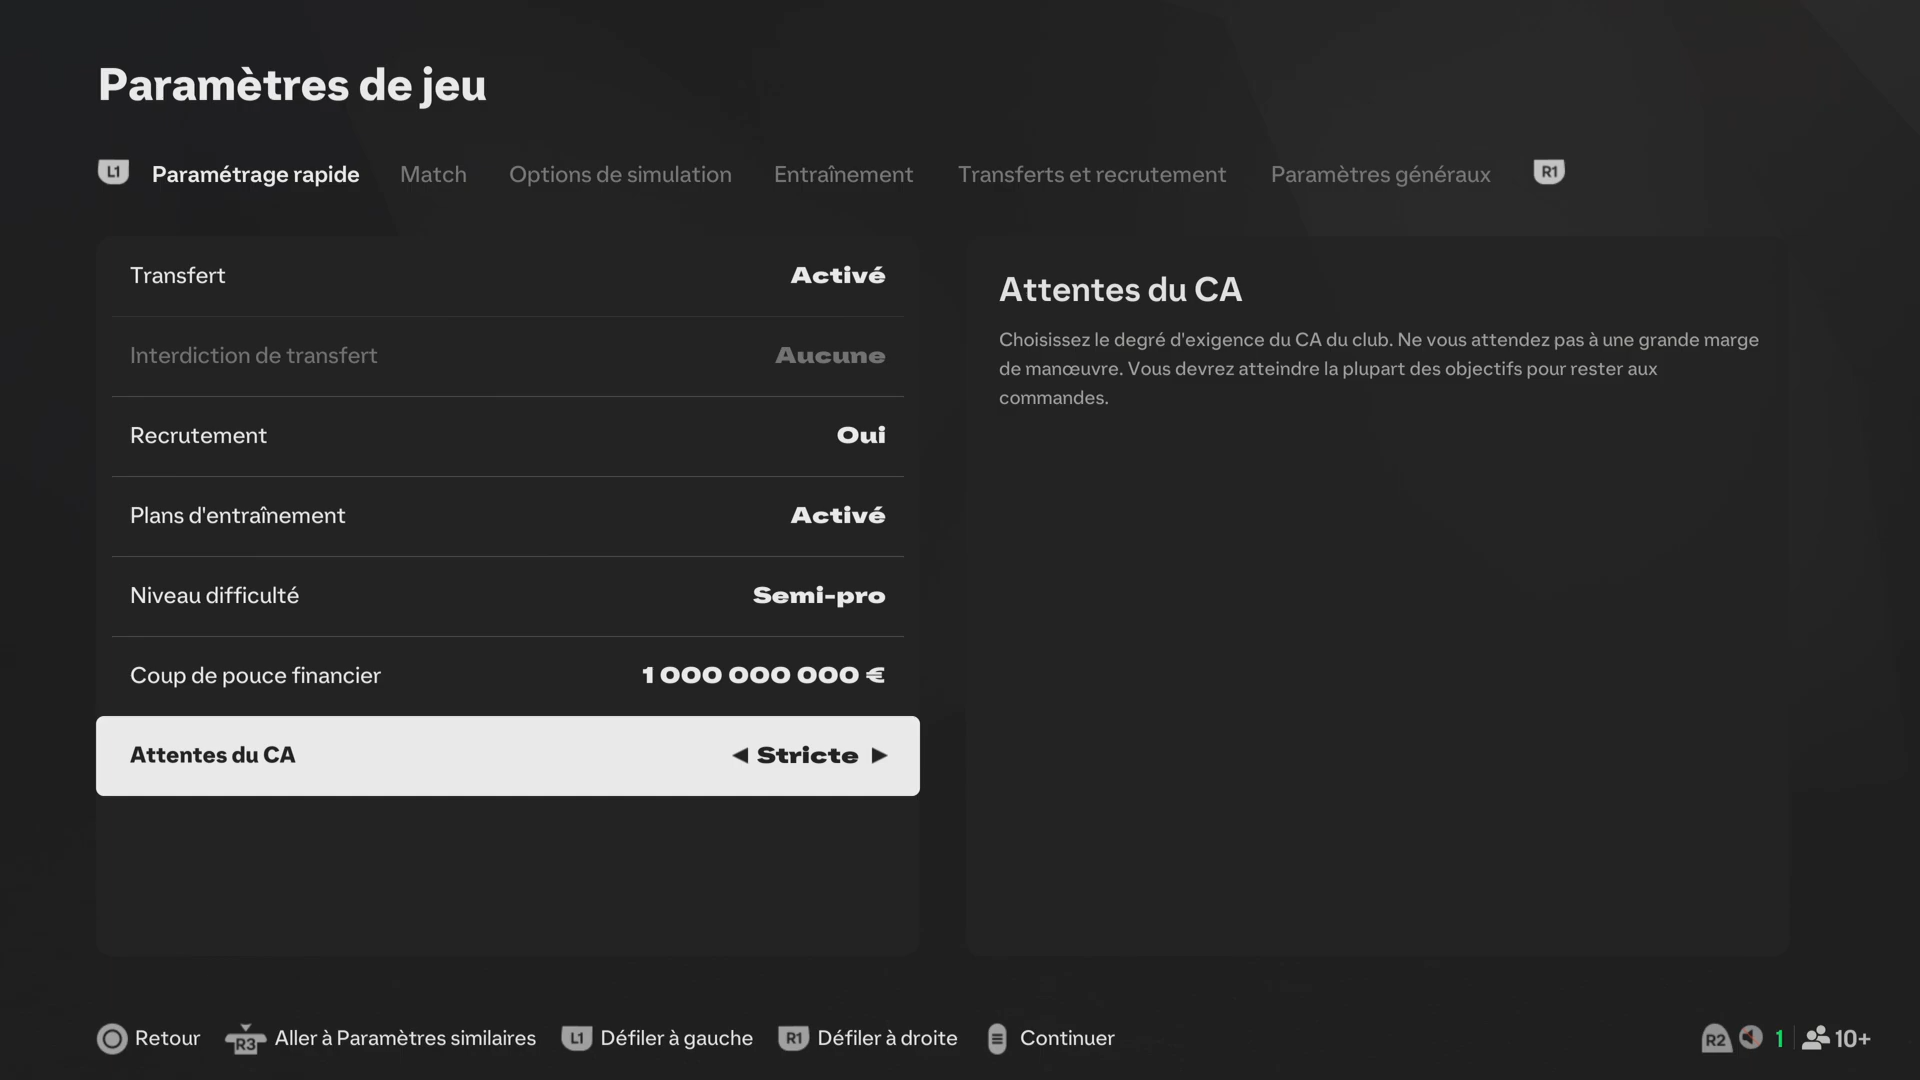 Paramètres de jeu
L1 Paramétrage rapide Match Options de simulation Entraînement Transferts et recrutement Paramètres généraux R1
Transfert Activé
Interdiction de transfert Aucune
Recrutement Oui
Plans d'entraînement Activé
Niveau difficulté Semi-pro
Coup de pouce financier 1 000 000 000 €
Attentes du CA Stricte
Attentes du CA
Choisissez le degré d'exigence du CA du club. Ne vous attendez pas à une grande marge
de manœuvre. Vous devrez atteindre la plupart des objectifs pour rester aux
commandes.
Retour R3 Aller à Paramètres similaires L1 Défiler à gauche R1 Défiler à droite Continuer R2 1 10+